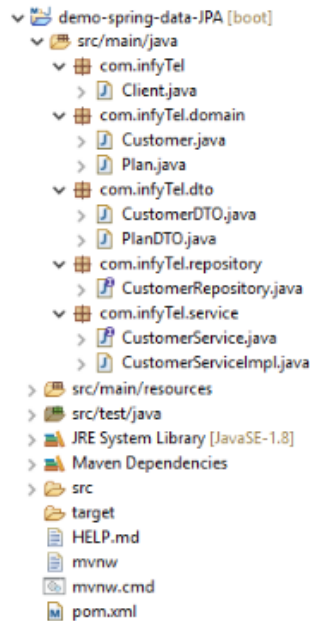 demo-spring-data-JPA [boot]
src/main/java
com.infyTel
Client.java
com.infyTel.domain
Customer.java
Plan.java
com.infyTel.dto
CustomerDTO.java
PlanDTO.java
com.infyTel.repository
CustomerRepository.java
com.infyTel.service
CustomerService.java
CustomerServiceImpl.java
src/main/resources
src/test/java
JRE System Library [JavaSE-1.8]
Maven Dependencies
src
target
HELP.md
mvnw
mvnw.cmd
pom.xml